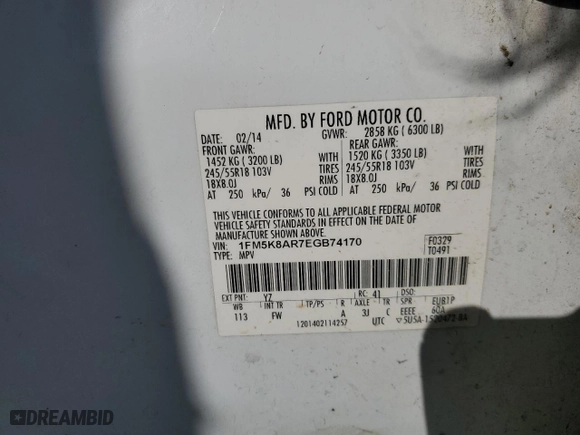 MFD. BY FORD MOTOR CO.
DATE: 02/14 GVWR: 2858 KG ( 6300 LB)
FRONT GAWR: REAR GAWR:
1452 KG ( 3200 LB) WITH 1520 KG ( 3350 LB) WITH
245/55R18 103V TIRES 245/55R18 103V TIRES
18X8.0J RIMS 18X8.0J RIMS
AT 250 kPa/ 36 PSI COLD AT 250 kPa/ 36 PSI COLD
THIS VEHICLE CONFORMS TO ALL APPLICABLE FEDERAL MOTOR
VEHICLE SAFETY STANDARDS IN EFFECT ON THE DATE OF
MANUFACTURE SHOWN ABOVE.
VIN: 1FM5K8AR7EGB74170 F0329
TYPE: MPV T0491
EXT PNT: YZ RC: 41 DSO:
WB INT TR TP/PS R AXLE TR SPR EUB1P
113 FW A 3J C EEEE 60A
1201402114257 UTC
DREAMBID